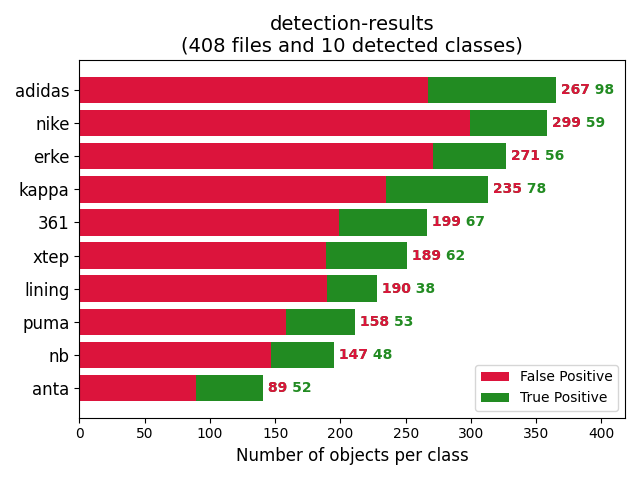 detection-results
(408 files and 10 detected classes)
adidas 267 98
nike 299 59
erke 271 56
kappa 235 78
361 199 67
xtep 189 62
lining 190 38
puma 158 53
nb 147 48
anta 89 52
False Positive
True Positive
0 50 100 150 200 250 300 350 400
Number of objects per class